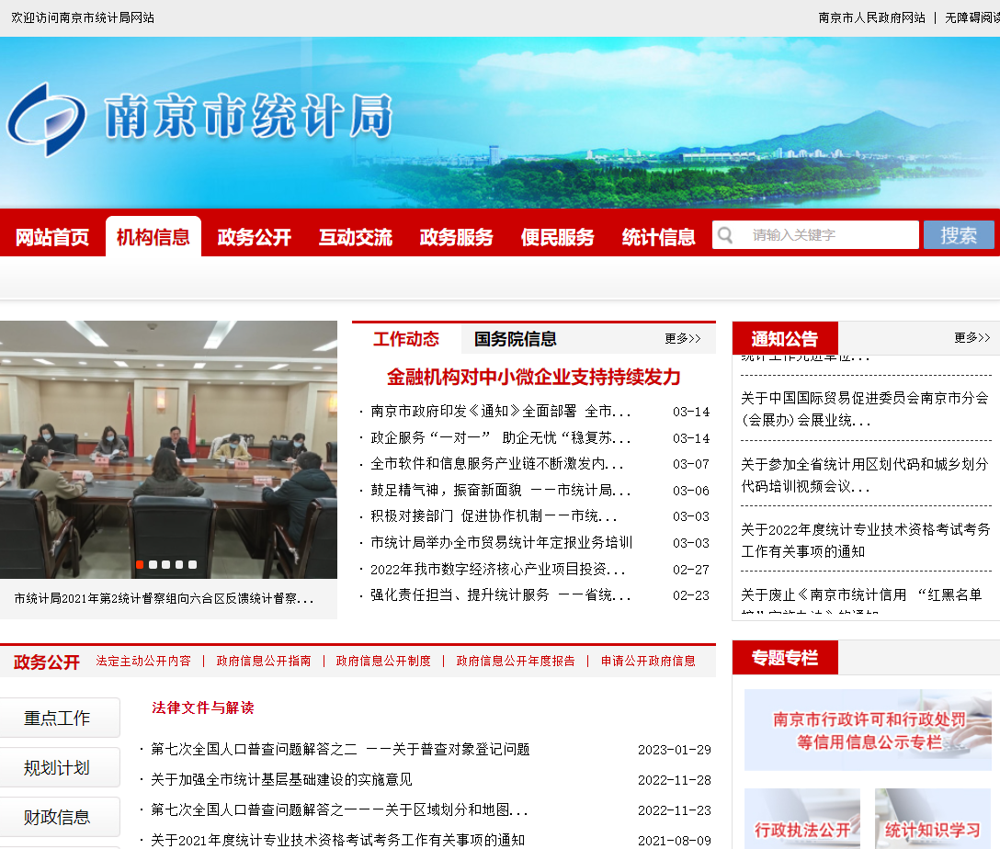 欢迎访问南京市统计局网站
南京市人民政府网站 | 无障碍阅读
南京市统计局
网站首页 机构信息 政务公开 互动交流 政务服务 便民服务 统计信息 请输入关键字 搜索
工作动态 国务院信息 更多>>
金融机构对中小微企业支持持续发力
· 南京市政府印发《通知》全面部署 全市... 03-14
· 政企服务“一对一” 助企无忧“稳复苏... 03-14
· 全市软件和信息服务产业链不断激发内... 03-07
· 鼓足精气神，振奋新面貌 －－市统计局... 03-06
· 积极对接部门 促进协作机制－－市统... 03-03
· 市统计局举办全市贸易统计年定报业务培训 03-03
· 2022年我市数字经济核心产业项目投资... 02-27
· 强化责任担当、提升统计服务 －－省统... 02-23
市统计局2021年第2统计督察组向六合区反馈统计督察...
通知公告 更多>>
统计工作先进单位...
关于中国国际贸易促进委员会南京市分会
(会展办)会展业统...
关于参加全省统计用区划代码和城乡划分
代码培训视频会议...
关于2022年度统计专业技术资格考试考务
工作有关事项的通知
关于废止《南京市统计信用 “红黑名单
政务公开 法定主动公开内容 | 政府信息公开指南 | 政府信息公开制度 | 政府信息公开年度报告 | 申请公开政府信息
重点工作
规划计划
财政信息
法律文件与解读
· 第七次全国人口普查问题解答之二 －－关于普查对象登记问题 2023-01-29
· 关于加强全市统计基层基础建设的实施意见 2022-11-28
· 第七次全国人口普查问题解答之一－－－关于区域划分和地图... 2022-11-23
· 关于2021年度统计专业技术资格考试考务工作有关事项的通知 2021-08-09
专题专栏
南京市行政许可和行政处罚
等信用信息公示专栏
行政执法公开 统计知识学习